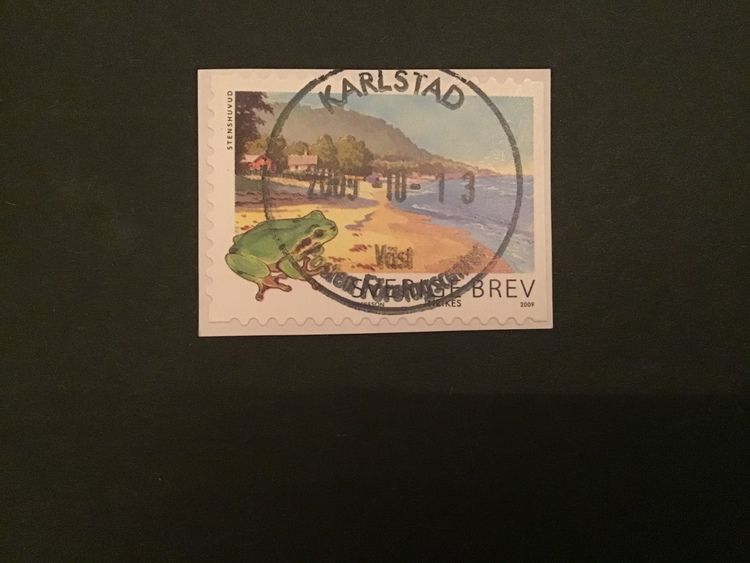 STENSHUVUD
KARLSTAD
2009 -10- 13
Väst
SVERIGE BREV
2009